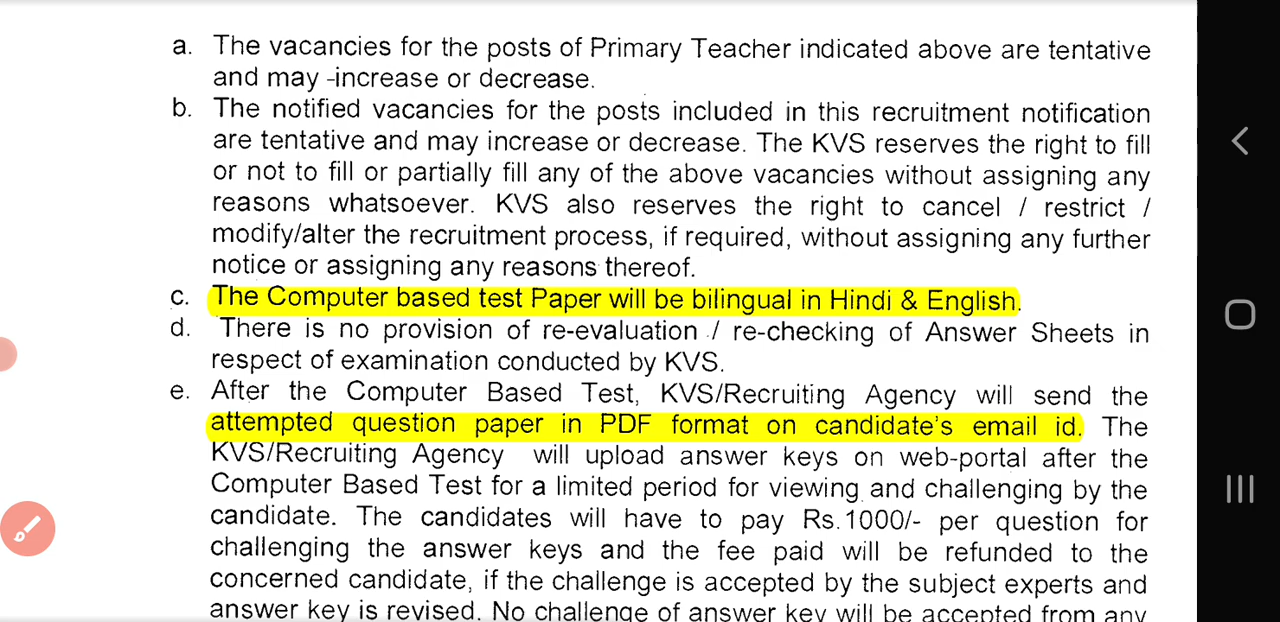 a. The vacancies for the posts of Primary Teacher indicated above are tentative
and may -increase or decrease.
b. The notified vacancies for the posts included in this recruitment notification
are tentative and may increase or decrease. The KVS reserves the right to fill
or not to fill or partially fill any of the above vacancies without assigning any
reasons whatsoever. KVS also reserves the right to cancel / restrict /
modify/alter the recruitment process, if required, without assigning any further
notice or assigning any reasons thereof.
c. The Computer based test Paper will be bilingual in Hindi & English.
d. There is no provision of re-evaluation / re-checking of Answer Sheets in
respect of examination conducted by KVS.
e. After the Computer Based Test, KVS/Recruiting Agency will send the
attempted question paper in PDF format on candidate's email id. The
KVS/Recruiting Agency will upload answer keys on web-portal after the
Computer Based Test for a limited period for viewing and challenging by the
candidate. The candidates will have to pay Rs.1000/- per question for
challenging the answer keys and the fee paid will be refunded to the
concerned candidate, if the challenge is accepted by the subject experts and
answer key is revised. No challenge of answer key will be accepted from any